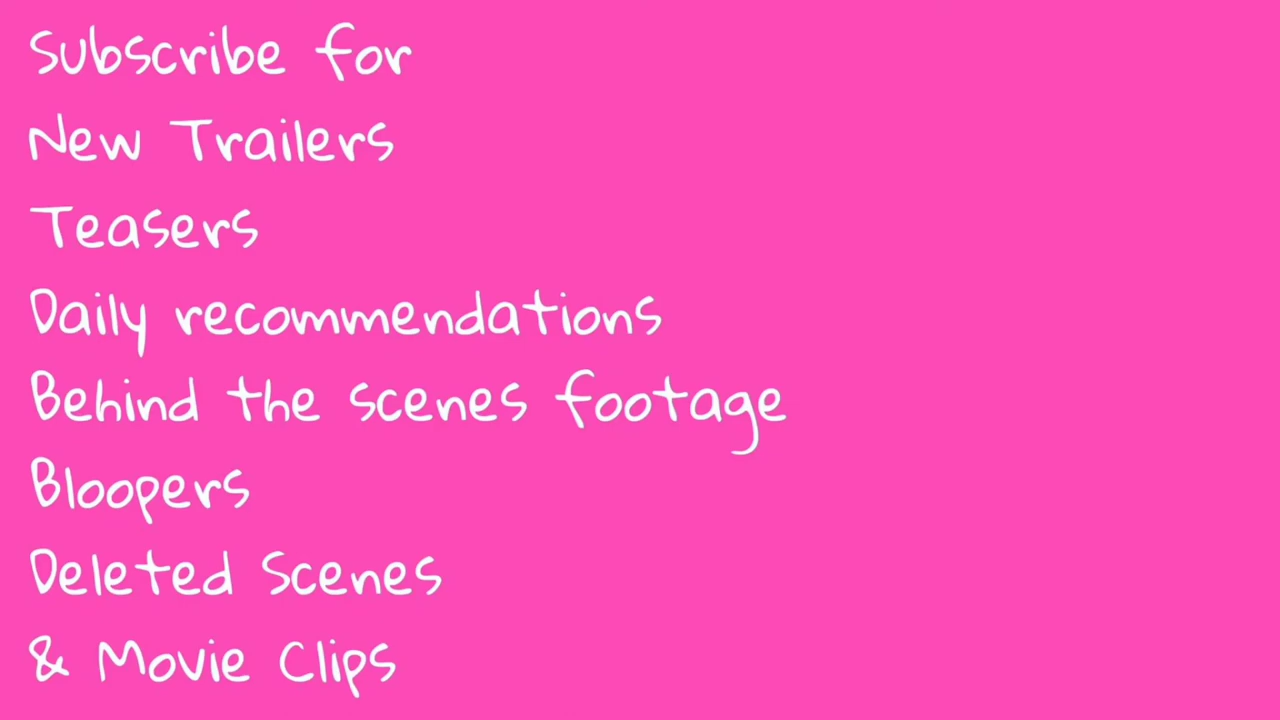 Subscribe for
New Trailers
Teasers
Daily recommendations
Behind the scenes footage
Bloopers
Deleted Scenes
& Movie Clips